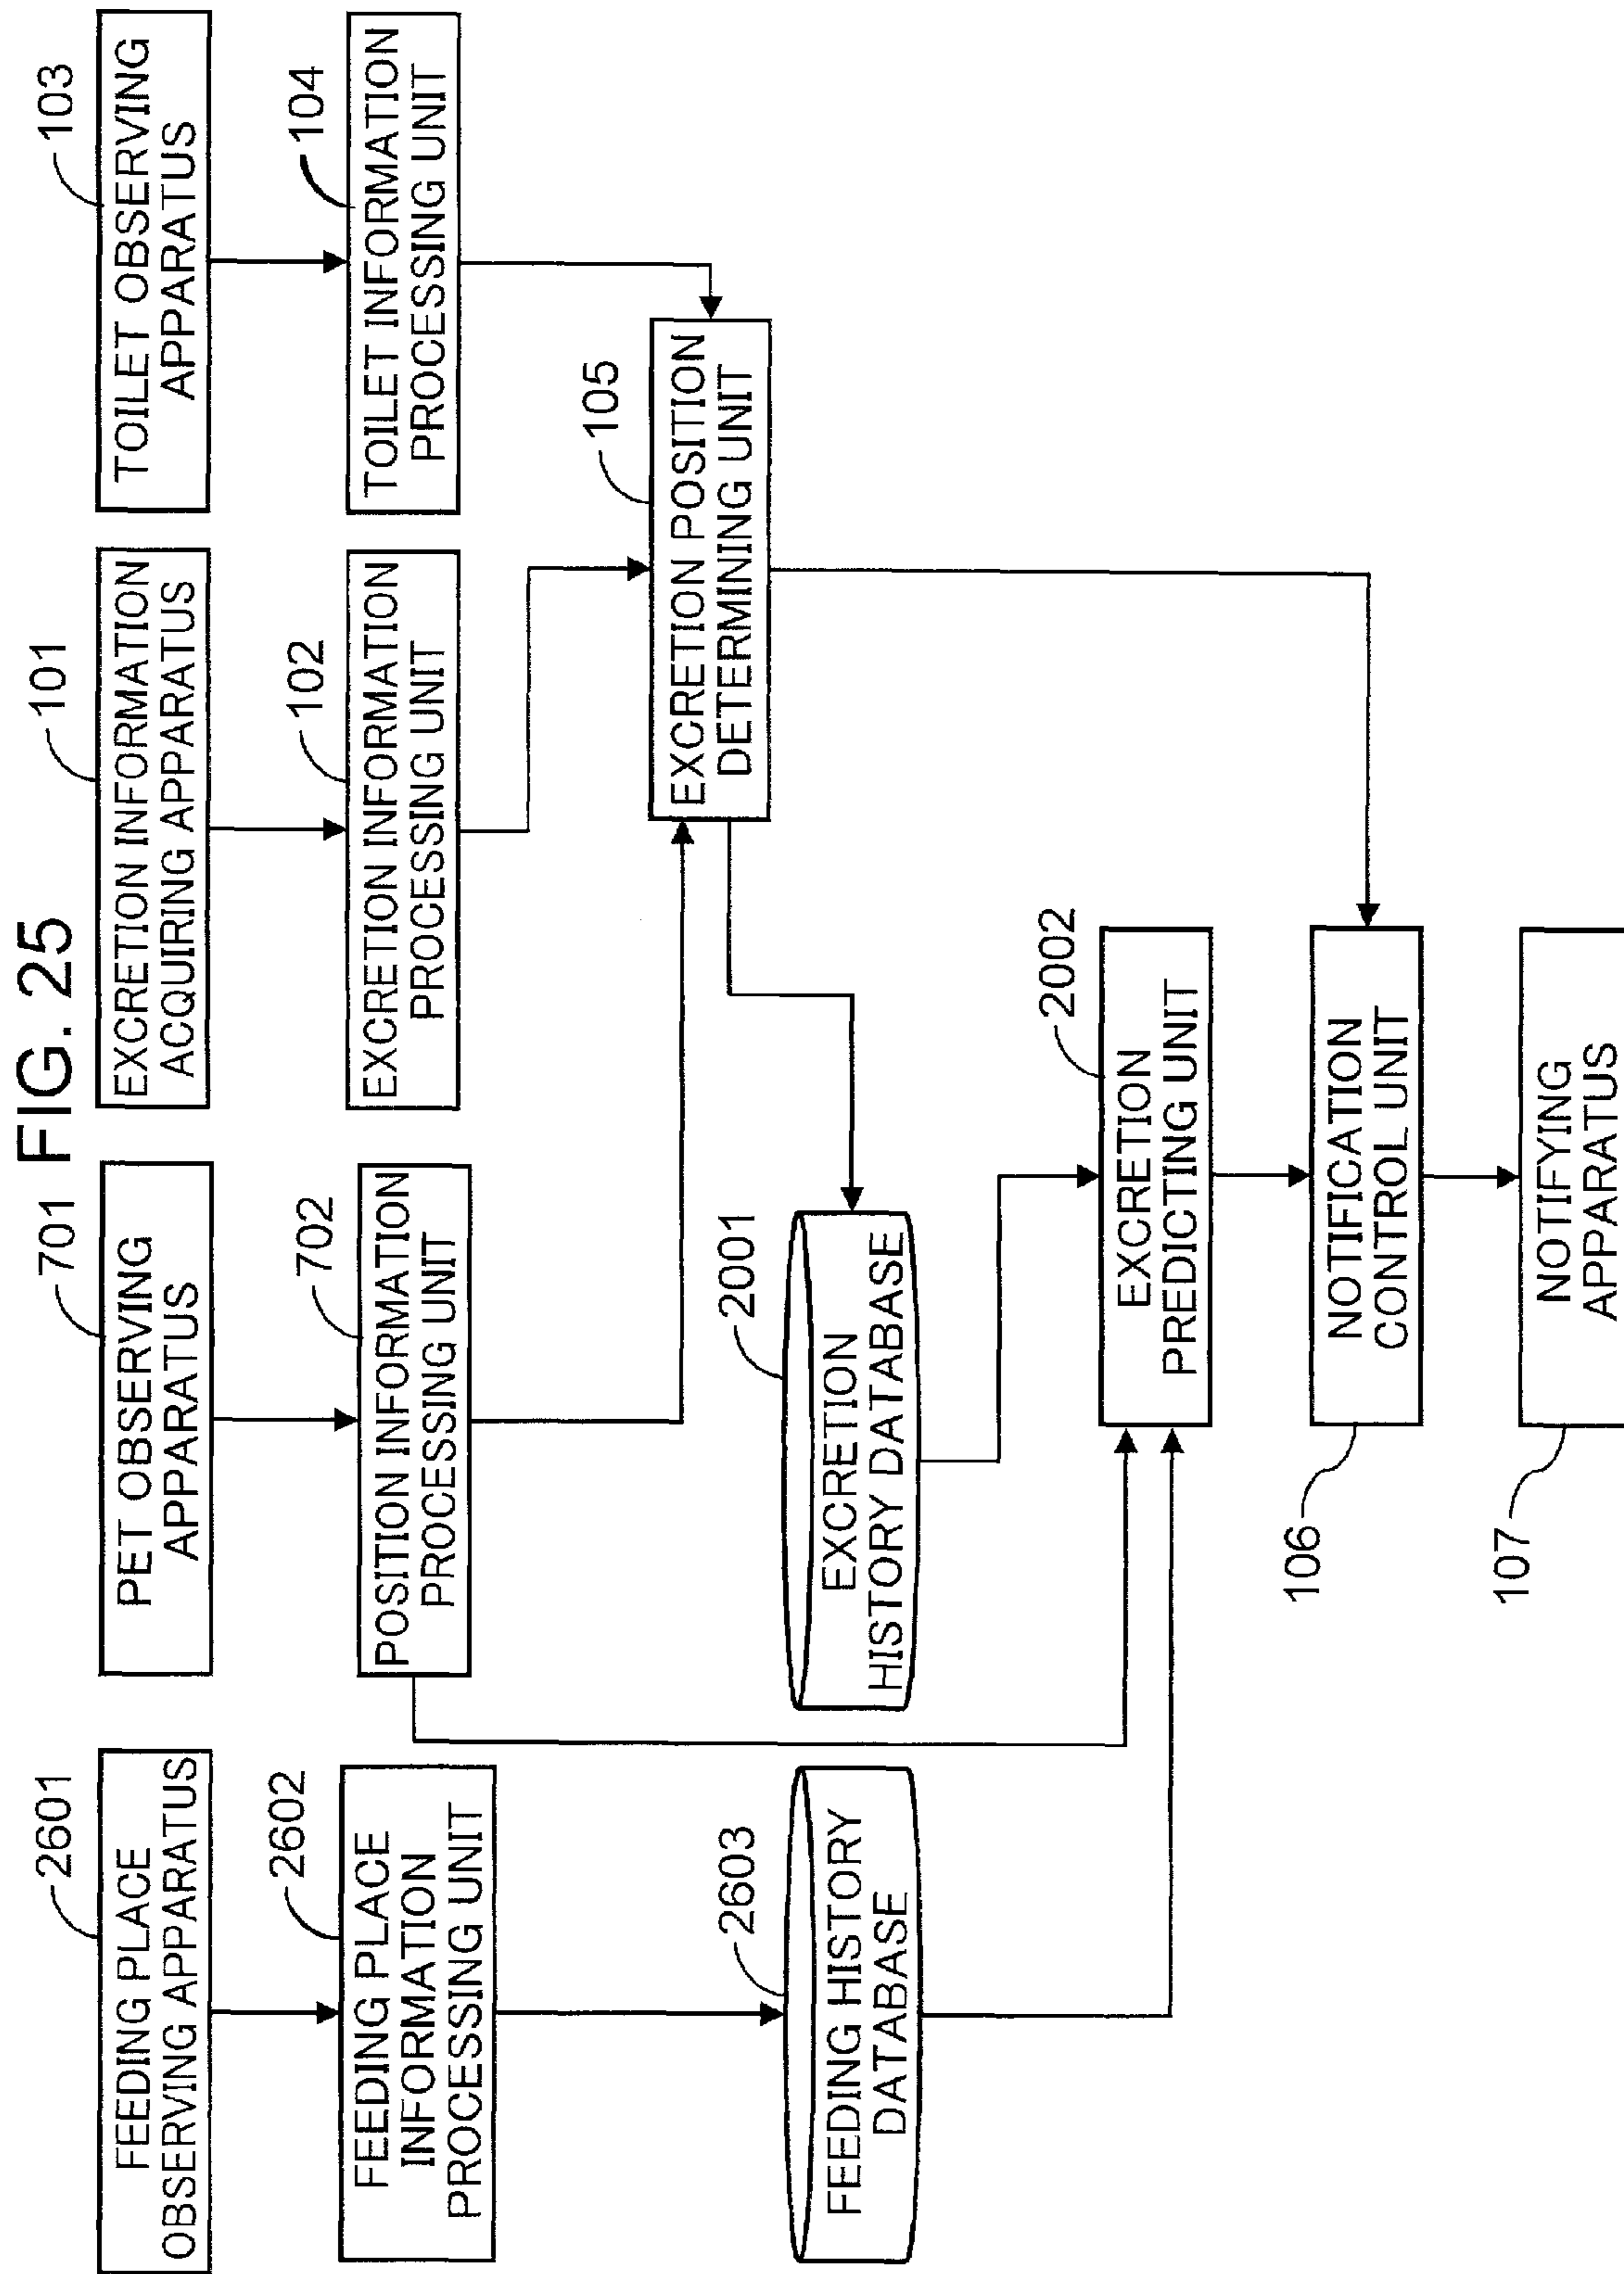 FIG. 25
2601
FEEDING PLACE
OBSERVING APPARATUS
701
PET OBSERVING
APPARATUS
101
EXCRETION INFORMATION
ACQUIRING APPARATUS
103
TOILET OBSERVING
APPARATUS
2602
FEEDING PLACE
INFORMATION
PROCESSING UNIT
702
POSITION INFORMATION
PROCESSING UNIT
102
EXCRETION INFORMATION
PROCESSING UNIT
104
TOILET INFORMATION
PROCESSING UNIT
105
EXCRETION POSITION
DETERMINING UNIT
2603
FEEDING HISTORY
DATABASE
2001
EXCRETION
HISTORY DATABASE
2002
EXCRETION
PREDICTING UNIT
106
NOTIFICATION
CONTROL UNIT
107
NOTIFYING
APPARATUS